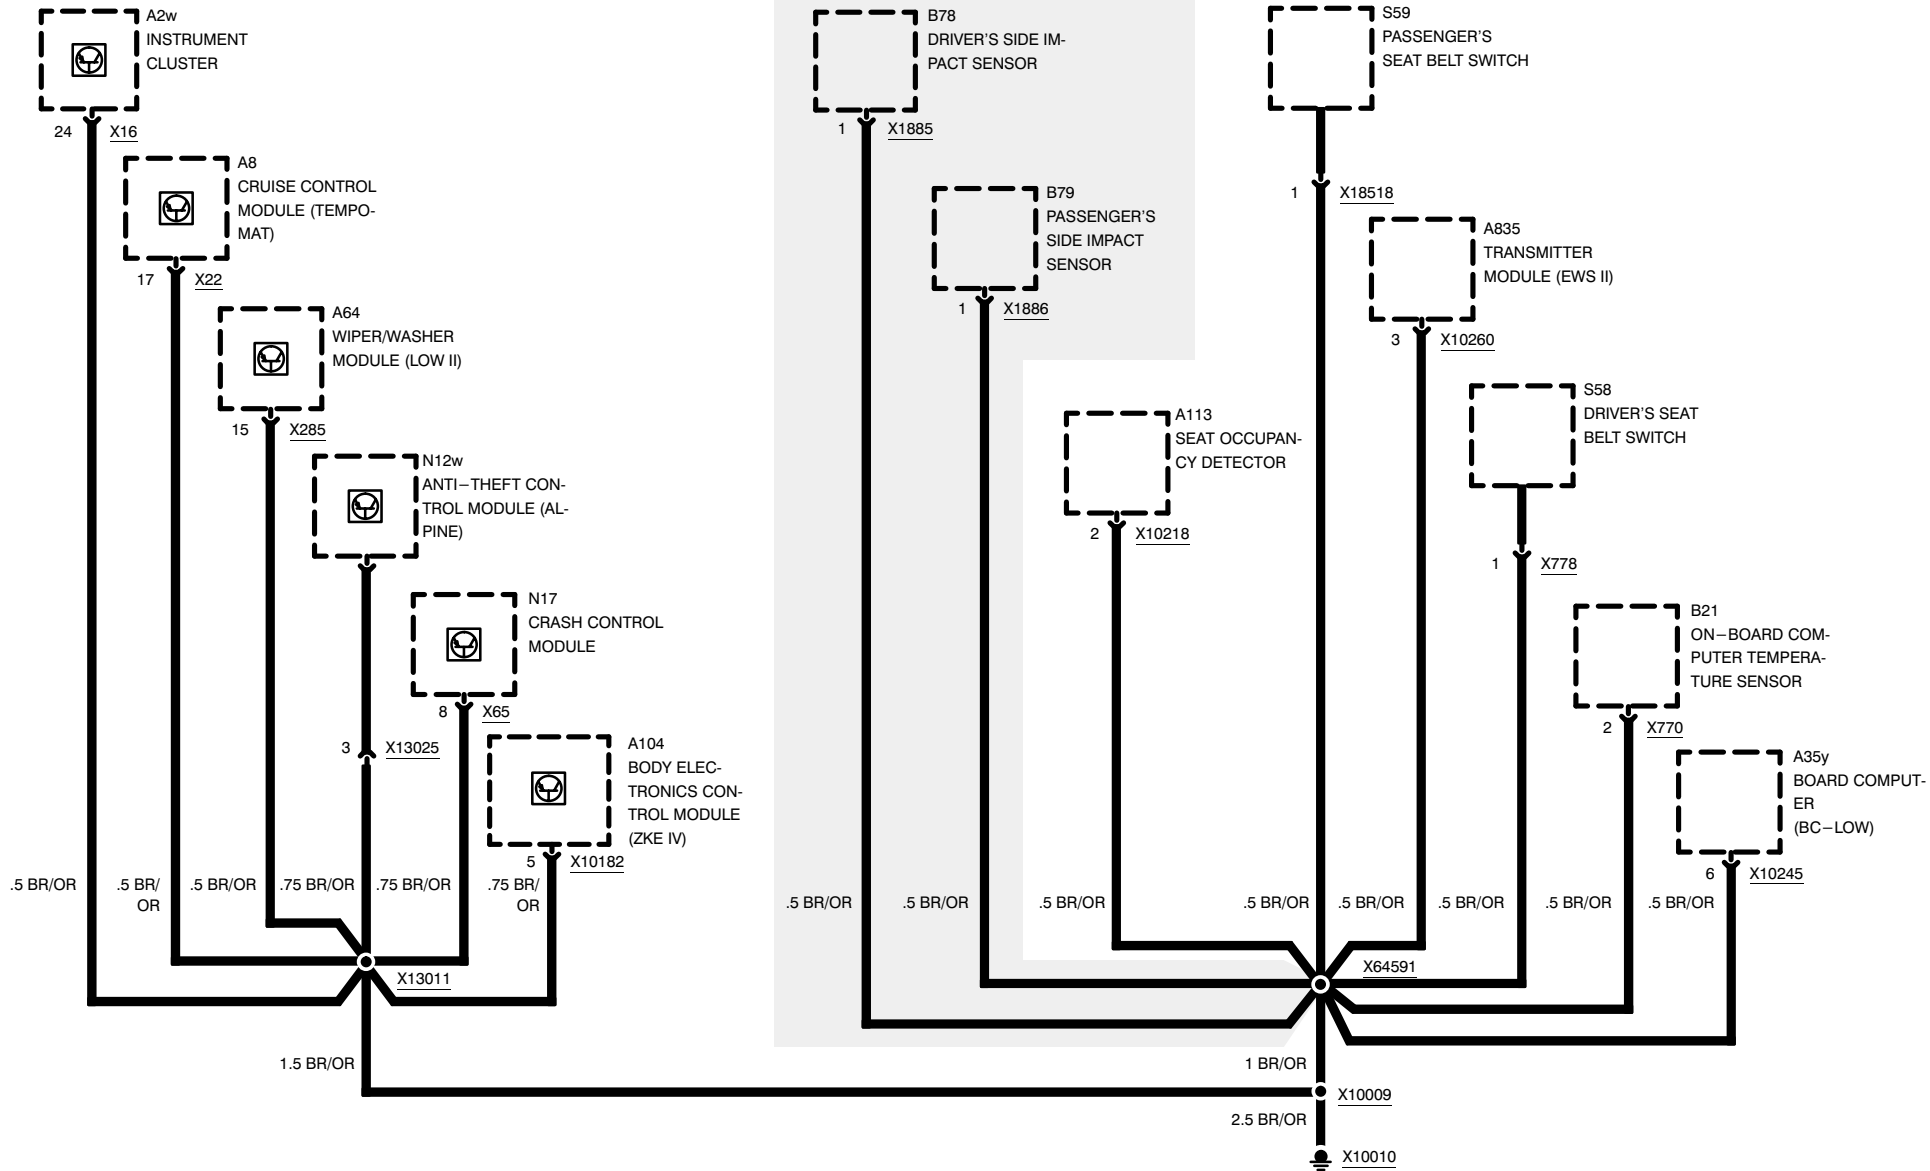 A2w
INSTRUMENT
CLUSTER
24 X16
A8
CRUISE CONTROL
MODULE (TEMPO-
MAT)
17 X22
A64
WIPER/WASHER
MODULE (LOW II)
15 X285
N12w
ANTI−THEFT CON-
TROL MODULE (AL-
PINE)
3 X13025
N17
CRASH CONTROL
MODULE
8 X65
A104
BODY ELEC-
TRONICS CON-
TROL MODULE
(ZKE IV)
5 X10182
.5 BR/OR
.5 BR/
OR
.5 BR/OR
.75 BR/OR
.75 BR/OR
.75 BR/
OR
X13011
1.5 BR/OR
B78
DRIVER'S SIDE IM-
PACT SENSOR
1 X1885
B79
PASSENGER'S
SIDE IMPACT
SENSOR
1 X1886
A113
SEAT OCCUPAN-
CY DETECTOR
2 X10218
S59
PASSENGER'S
SEAT BELT SWITCH
1 X18518
A835
TRANSMITTER
MODULE (EWS II)
3 X10260
S58
DRIVER'S SEAT
BELT SWITCH
1 X778
B21
ON−BOARD COM-
PUTER TEMPERA-
TURE SENSOR
2 X770
A35y
BOARD COMPUT-
ER
(BC−LOW)
6 X10245
.5 BR/OR
.5 BR/OR
.5 BR/OR
.5 BR/OR
.5 BR/OR
.5 BR/OR
.5 BR/OR
.5 BR/OR
X64591
1 BR/OR
X10009
2.5 BR/OR
X10010